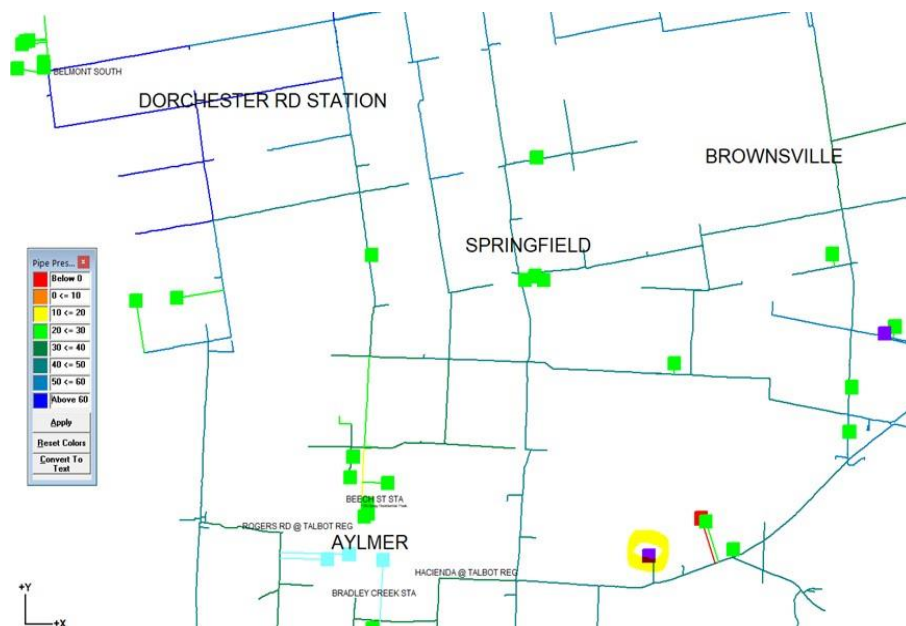 BELMONT SOUTH
DORCHESTER RD STATION
BROWNSVILLE
SPRINGFIELD
Pipe Pres... x
Below 0
0 <= 10
10 <= 20
20 <= 30
30 <= 40
40 <= 50
50 <= 60
Above 60
Apply
Reset Colors
Convert To
Text
BEECH ST STA
ROGERS RD @ TALBOT REG
AYLMER
HACIENDA @ TALBOT REG
BRADLEY CREEK STA
+Y
+X